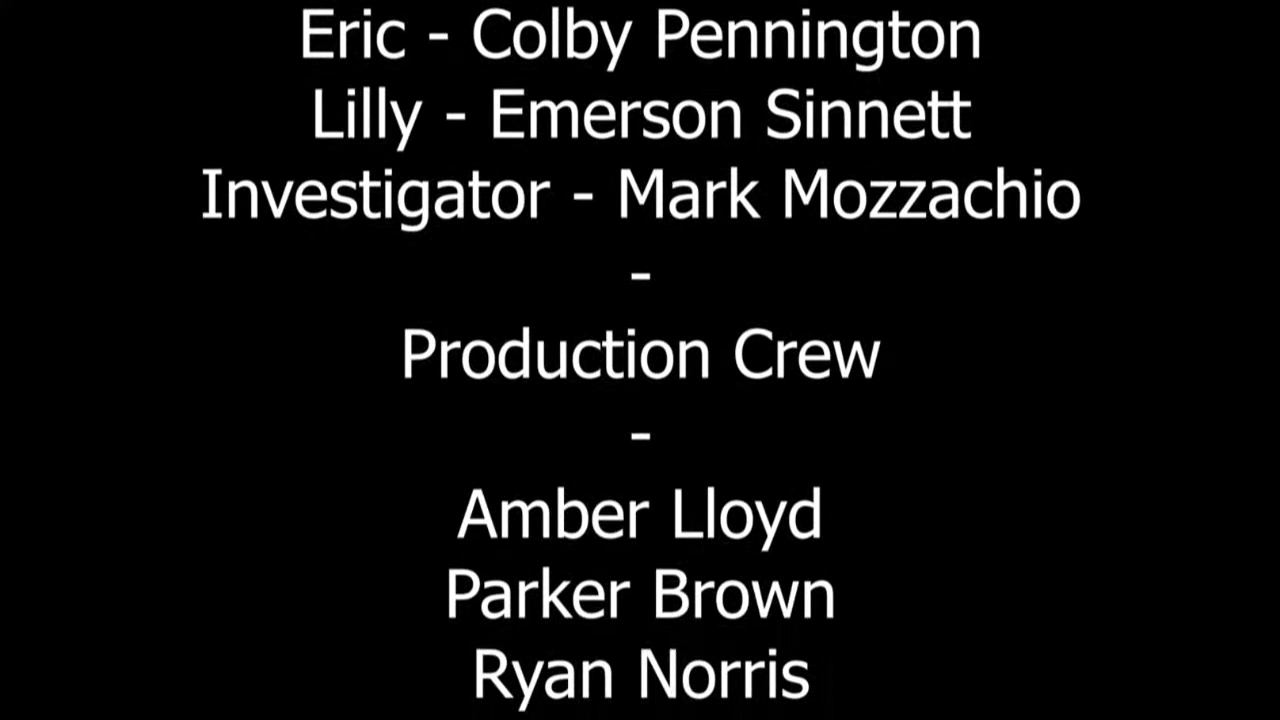 Eric - Colby Pennington
Lilly - Emerson Sinnett
Investigator - Mark Mozzachio
-
Production Crew
-
Amber Lloyd
Parker Brown
Ryan Norris